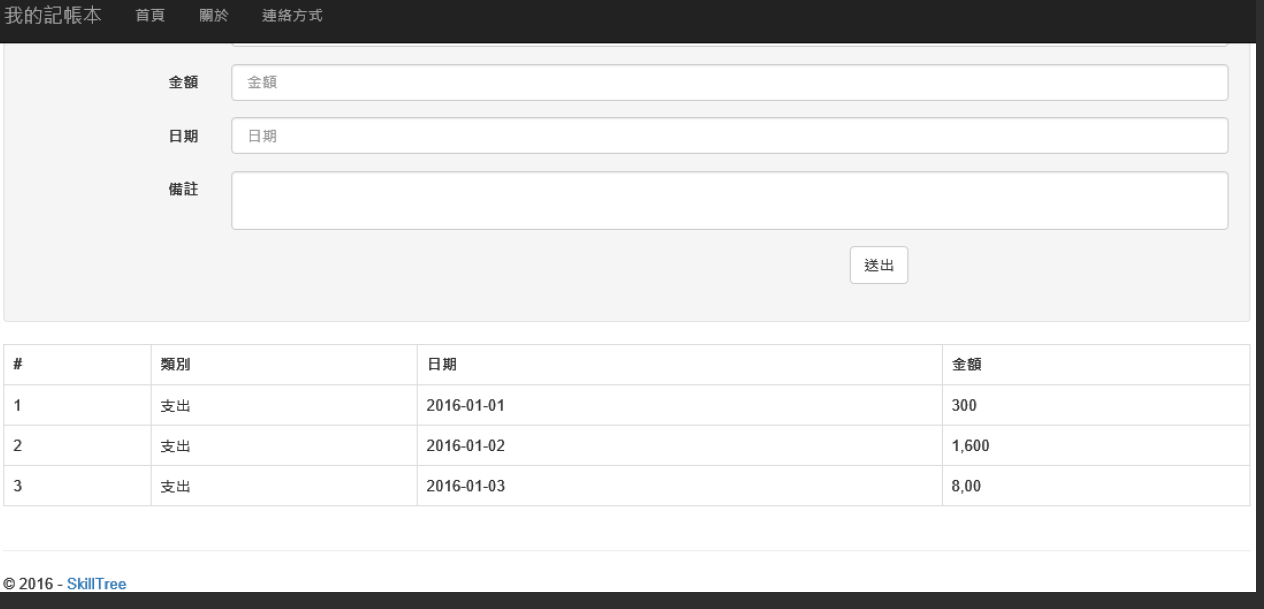 我的記帳本 首頁 關於 連絡方式
金額 金額
日期 日期
備註
送出
# 類別 日期 金額
1 支出 2016-01-01 300
2 支出 2016-01-02 1,600
3 支出 2016-01-03 8,00
© 2016 - SkillTree